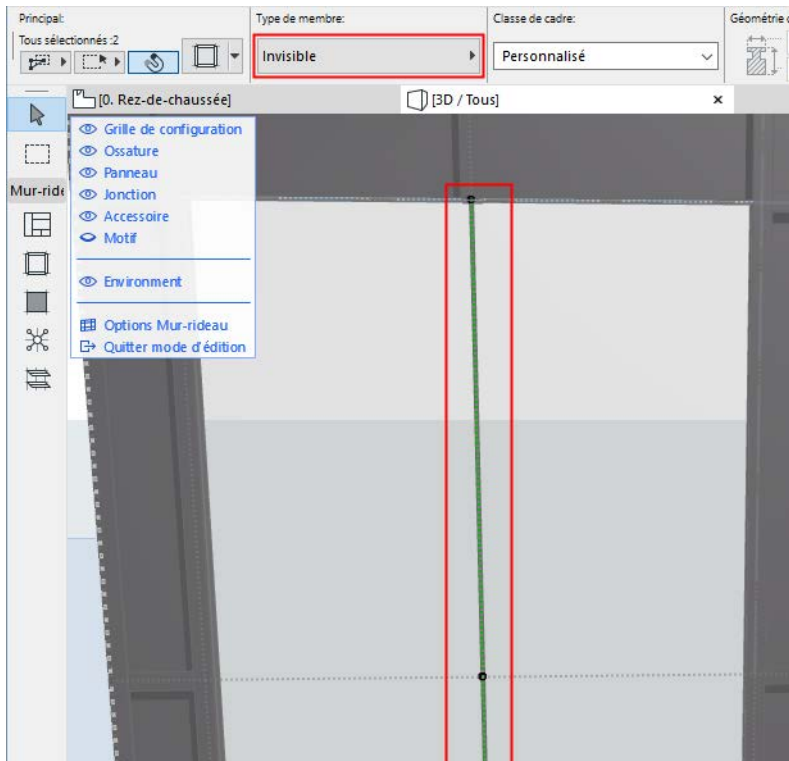 Principal:
Type de membre:
Classe de cadre:
Géométrie
Tous sélectionnés :2
Invisible
Personnalisé
[0. Rez-de-chaussée]
[3D / Tous]
Grille de configuration
Ossature
Panneau
Jonction
Accessoire
Motif
Environment
Options Mur-rideau
Quitter mode d'édition
Mur-ride